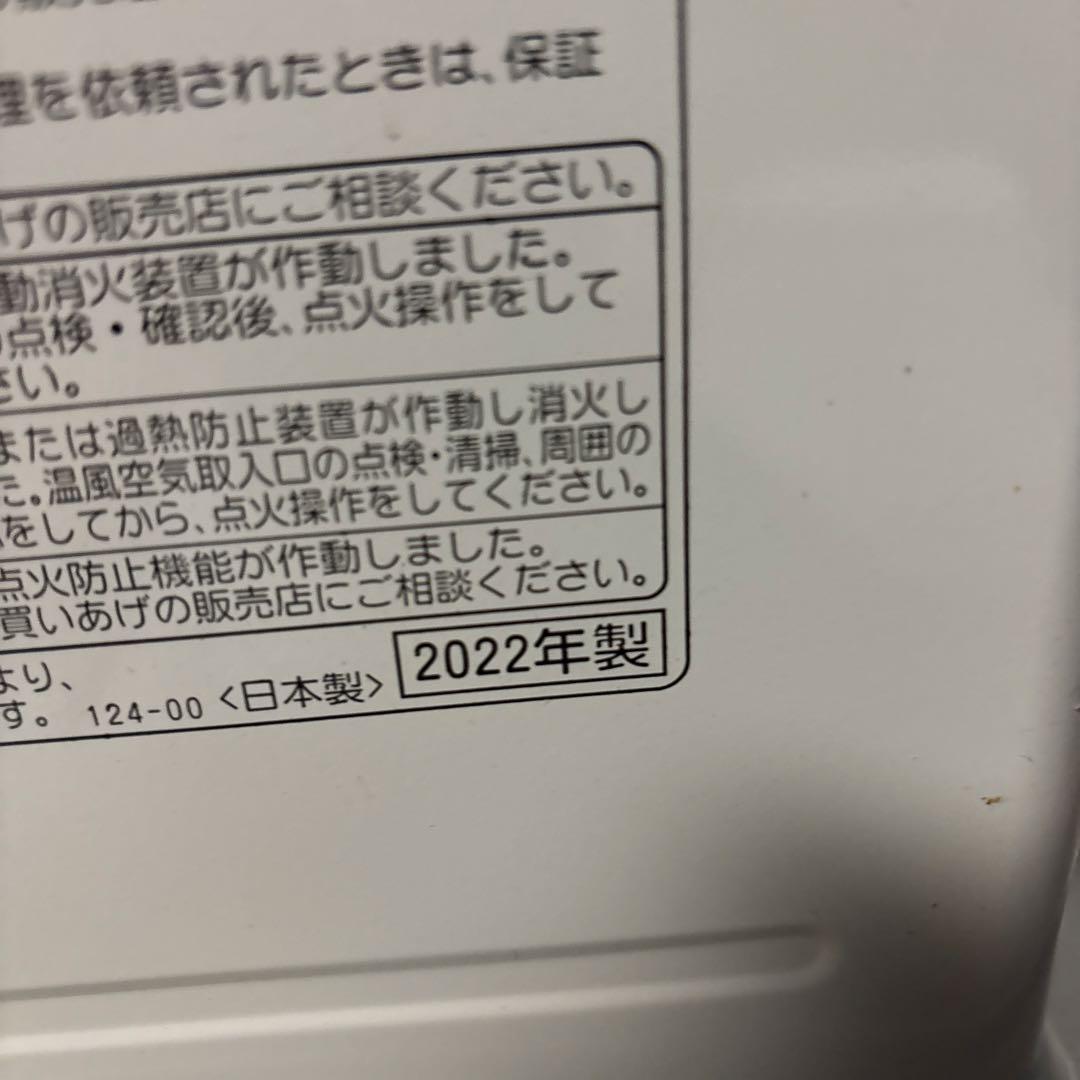 理を依頼されたときは、保証
あげの販売店にご相談ください。
動消火装置が作動しました。
の点検・確認後、点火操作をして
さい。
または過熱防止装置が作動し消火し
た。温風空気取入口の点検・清掃、周囲の
をしてから、点火操作をしてください。
点火防止機能が作動しました。
買いあげの販売店にご相談ください。
より、
す。 124-00 <日本製> 2022年製